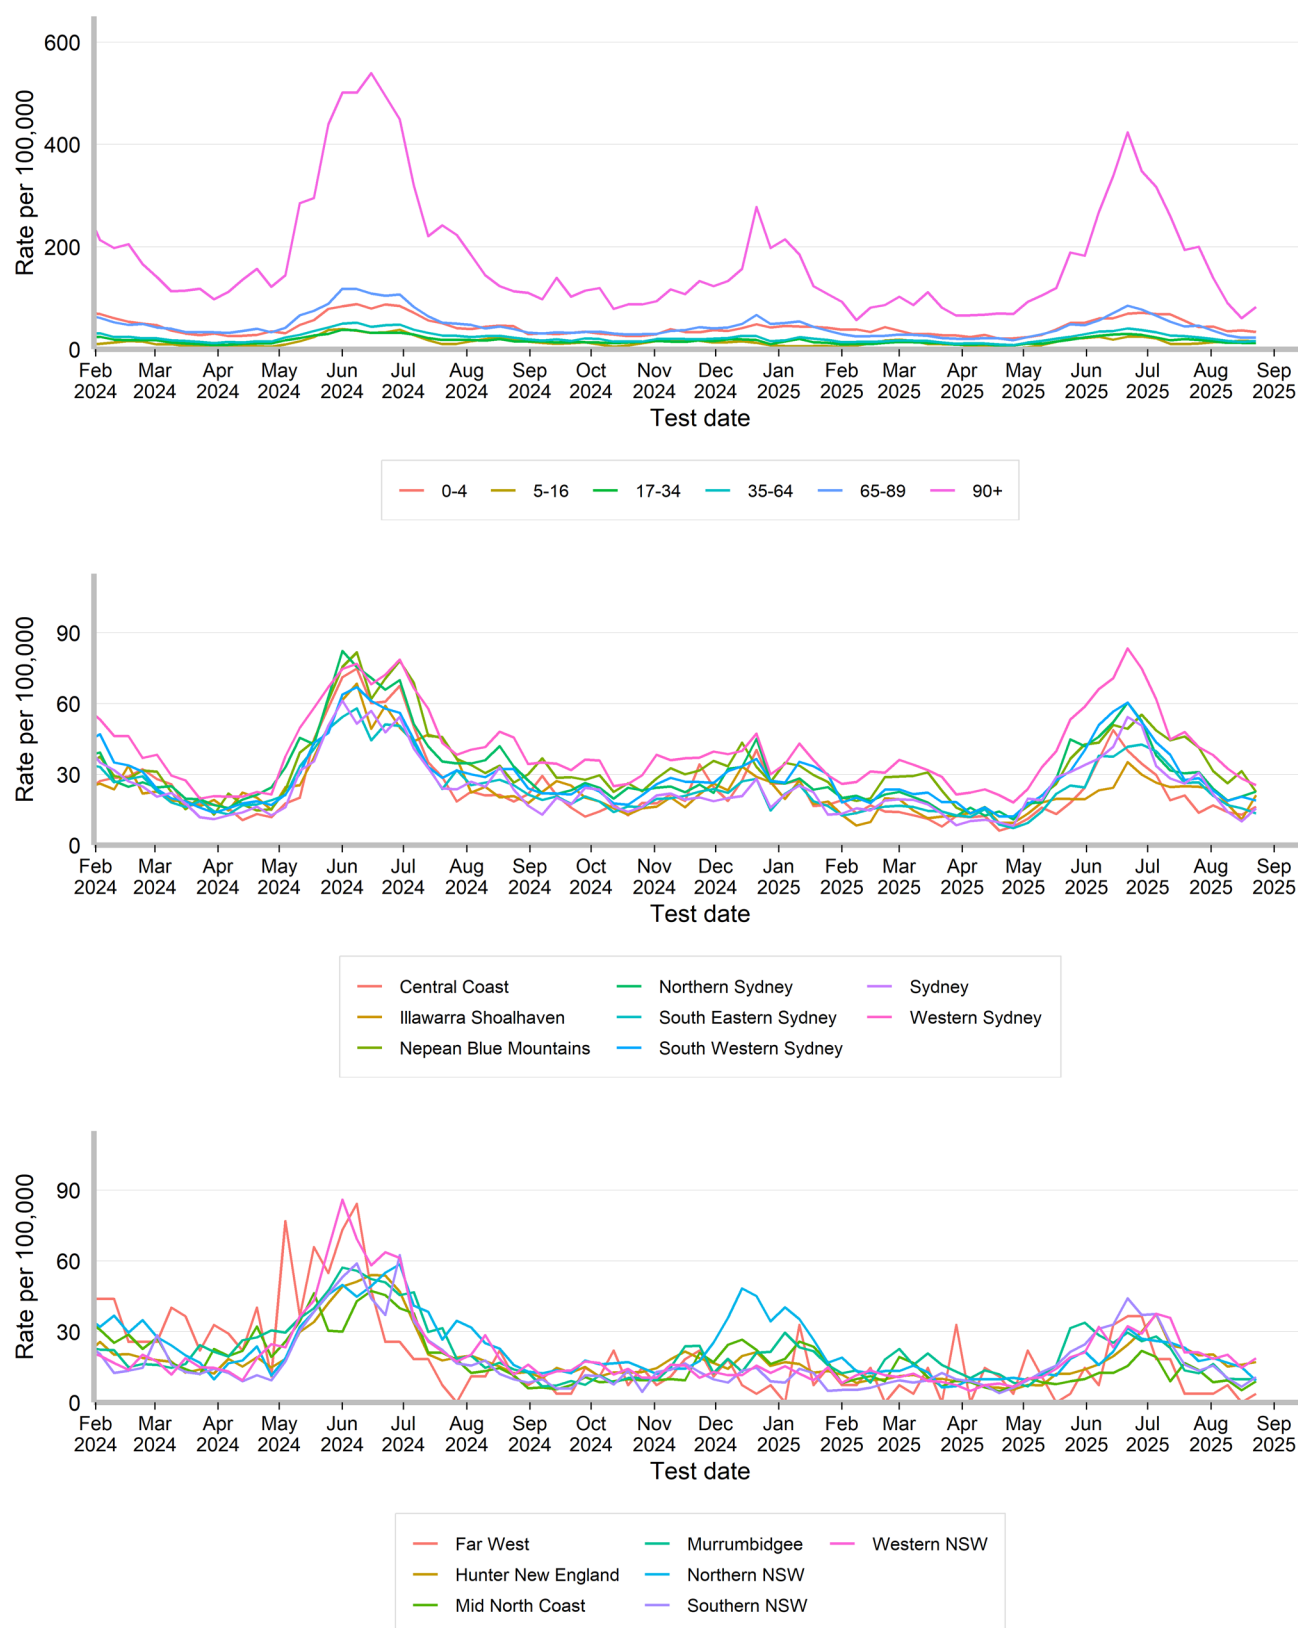 Rate per 100,000
600
400
200
0
Feb Mar Apr May Jun Jul Aug Sep Oct Nov Dec Jan Feb Mar Apr May Jun Jul Aug Sep
2024 2024 2024 2024 2024 2024 2024 2024 2024 2024 2024 2025 2025 2025 2025 2025 2025 2025 2025 2025
Test date
0-4 5-16 17-34 35-64 65-89 90+
Rate per 100,000
90
60
30
0
Feb Mar Apr May Jun Jul Aug Sep Oct Nov Dec Jan Feb Mar Apr May Jun Jul Aug Sep
2024 2024 2024 2024 2024 2024 2024 2024 2024 2024 2024 2025 2025 2025 2025 2025 2025 2025 2025 2025
Test date
Central Coast Northern Sydney Sydney
Illawarra Shoalhaven South Eastern Sydney Western Sydney
Nepean Blue Mountains South Western Sydney
Rate per 100,000
90
60
30
0
Feb Mar Apr May Jun Jul Aug Sep Oct Nov Dec Jan Feb Mar Apr May Jun Jul Aug Sep
2024 2024 2024 2024 2024 2024 2024 2024 2024 2024 2024 2025 2025 2025 2025 2025 2025 2025 2025 2025
Test date
Far West Murrumbidgee Western NSW
Hunter New England Northern NSW
Mid North Coast Southern NSW